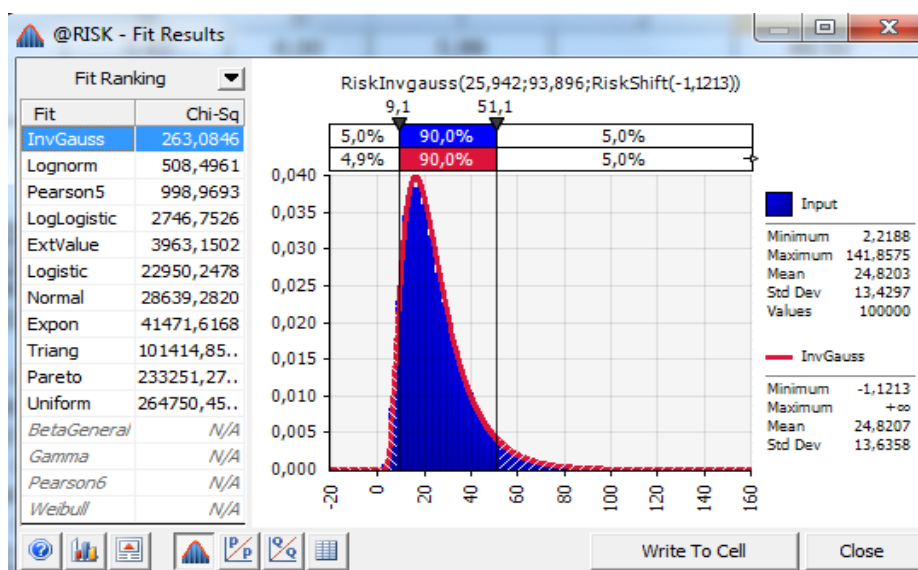 @RISK - Fit Results
Fit Ranking
Fit Chi-Sq
InvGauss 263,0846
Lognorm 508,4961
Pearson5 998,9693
LogLogistic 2746,7526
ExtValue 3963,1502
Logistic 22950,2478
Normal 28639,2820
Expon 41471,6168
Triang 101414,85..
Pareto 233251,27..
Uniform 264750,45..
BetaGeneral N/A
Gamma N/A
Pearson6 N/A
Weibull N/A
RiskInvgauss(25,942;93,896;RiskShift(-1,1213))
9,1 51,1
5,0% 90,0% 5,0%
4,9% 90,0% 5,0%
0,040
0,035
0,030
0,025
0,020
0,015
0,010
0,005
0,000
-20 0 20 40 60 80 100 120 140 160
Input
Minimum 2,2188
Maximum 141,8575
Mean 24,8203
Std Dev 13,4297
Values 100000
InvGauss
Minimum -1,1213
Maximum +∞
Mean 24,8207
Std Dev 13,6358
P/P
Q/Q
Write To Cell
Close